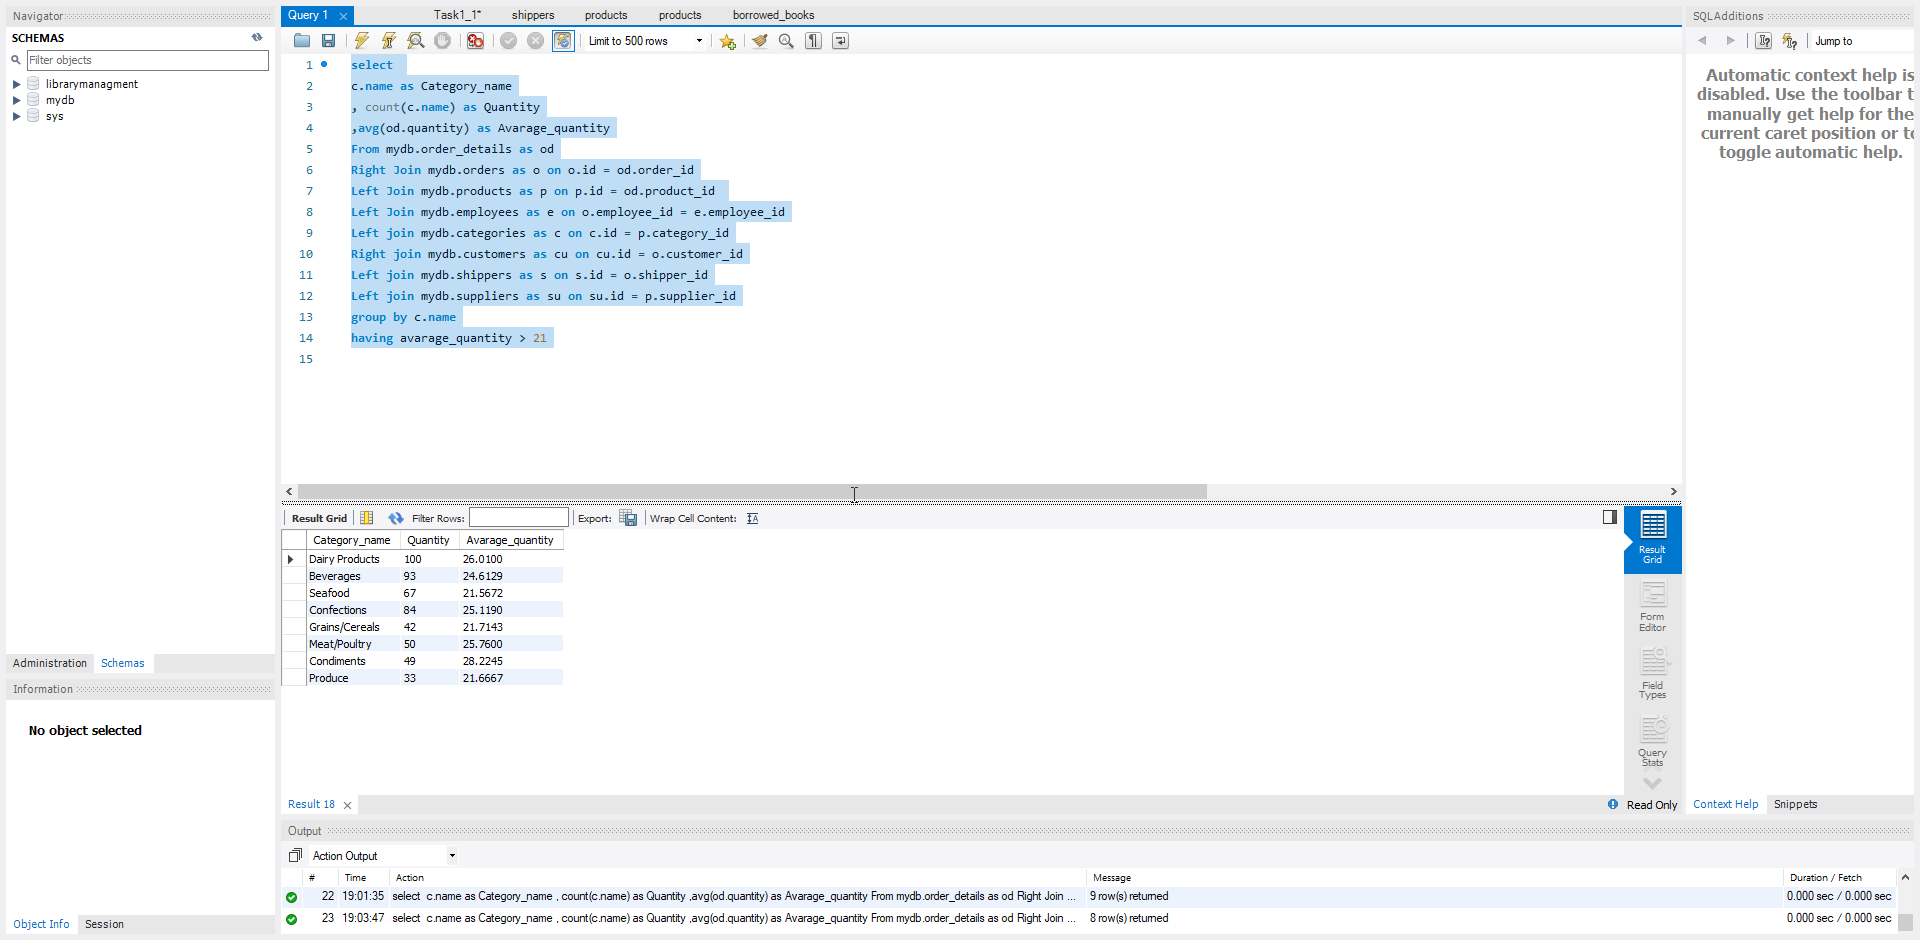 Navigator
SCHEMAS
Filter objects
librarymanagment
mydb
sys
Administration Schemas
Information
No object selected
Object Info Session
Query 1 Task1_1* shippers products products borrowed_books
Limit to 500 rows
1 select
2 c.name as Category_name
3 , count(c.name) as Quantity
4 ,avg(od.quantity) as Avarage_quantity
5 From mydb.order_details as od
6 Right Join mydb.orders as o on o.id = od.order_id
7 Left Join mydb.products as p on p.id = od.product_id
8 Left Join mydb.employees as e on o.employee_id = e.employee_id
9 Left join mydb.categories as c on c.id = p.category_id
10 Right join mydb.customers as cu on cu.id = o.customer_id
11 Left join mydb.shippers as s on s.id = o.shipper_id
12 Left join mydb.suppliers as su on su.id = p.supplier_id
13 group by c.name
14 having avarage_quantity > 21
15
Result Grid Filter Rows: Export: Wrap Cell Content:
Category_name Quantity Avarage_quantity
Dairy Products 100 26.0100
Beverages 93 24.6129
Seafood 67 21.5672
Confections 84 25.1190
Grains/Cereals 42 21.7143
Meat/Poultry 50 25.7600
Condiments 49 28.2245
Produce 33 21.6667
Result
Grid
Form
Editor
Field
Types
Query
Stats
Result 18 Read Only
Output
Action Output
# Time Action Message Duration / Fetch
22 19:01:35 select c.name as Category_name , count(c.name) as Quantity ,avg(od.quantity) as Avarage_quantity From mydb.order_details as od Right Join ... 9 row(s) returned 0.000 sec / 0.000 sec
23 19:03:47 select c.name as Category_name , count(c.name) as Quantity ,avg(od.quantity) as Avarage_quantity From mydb.order_details as od Right Join ... 8 row(s) returned 0.000 sec / 0.000 sec
SQLAdditions
Jump to
Automatic context help is
disabled. Use the toolbar t
manually get help for the
current caret position or to
toggle automatic help.
Context Help Snippets